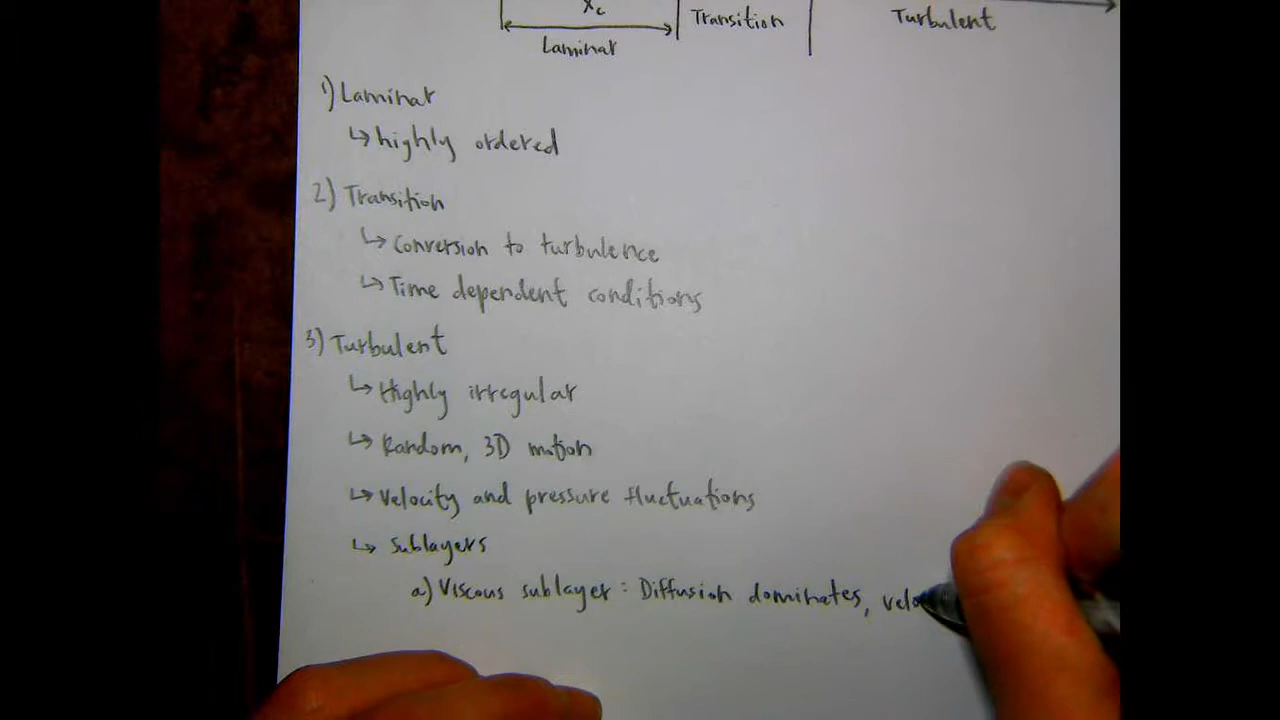 Xc
Transition
Turbulent
Laminar
1) Laminar
↳ highly ordered
2) Transition
↳ Conversion to turbulence
↳ Time dependent conditions
3) Turbulent
↳ Highly irregular
↳ Random, 3D motion
↳ Velocity and pressure fluctuations
↳ Sublayers
a) Viscous sublayer: Diffusion dominates,